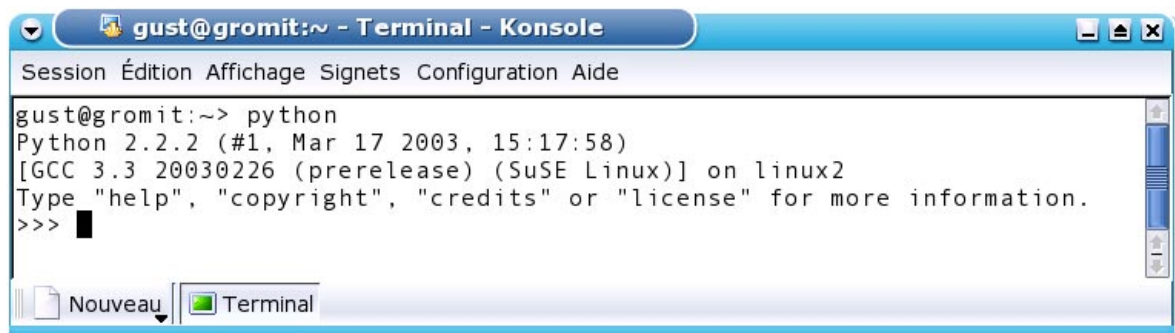 gust@gromit:~ - Terminal - Konsole
Session Édition Affichage Signets Configuration Aide
gust@gromit:~> python
Python 2.2.2 (#1, Mar 17 2003, 15:17:58)
[GCC 3.3 20030226 (prerelease) (SuSE Linux)] on linux2
Type "help", "copyright", "credits" or "license" for more information.
>>>
Nouveau Terminal